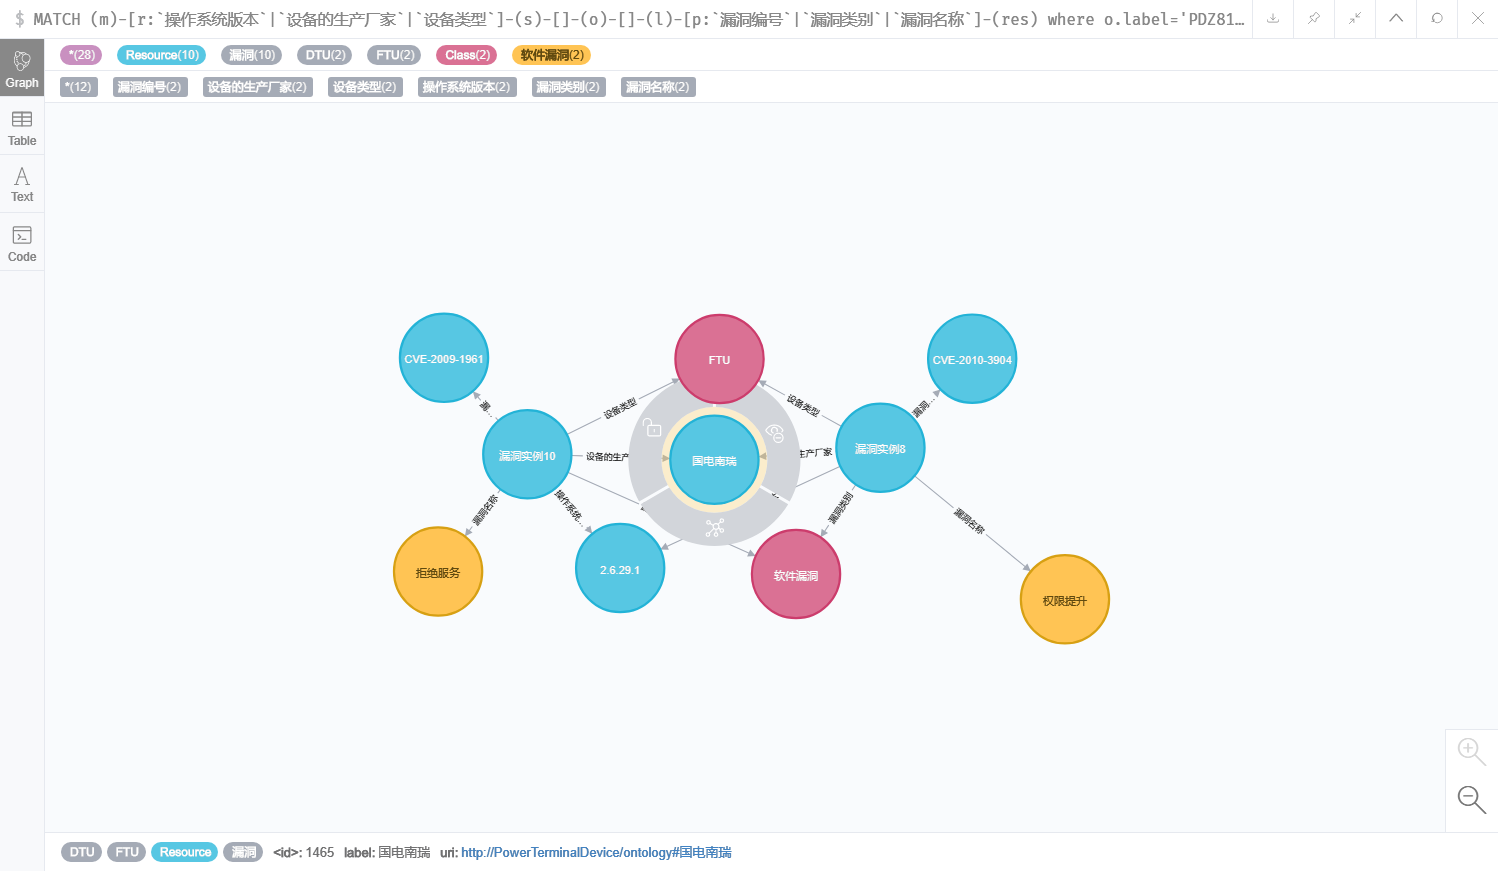 $ MATCH (m)-[r:`操作系统版本`|`设备的生产厂家`|`设备类型`]-(s)-[]-(o)-[]-(l)-[p:`漏洞编号`|`漏洞类别`|`漏洞名称`]-(res) where o.label='PDZ81...
*(28) Resource(10) 漏洞(10) DTU(2) FTU(2) Class(2) 软件漏洞(2)
*(12) 漏洞编号(2) 设备的生产厂家(2) 设备类型(2) 操作系统版本(2) 漏洞类别(2) 漏洞名称(2)
Graph
Table
Text
Code
CVE-2009-1961
FTU
CVE-2010-3904
漏...
设备类型
设备类型
漏洞...
漏洞实例10
设备的生产
国电南瑞
生产厂家
漏洞实例8
漏洞名称
操作系统...
漏洞类别
漏洞名称
拒绝服务
2.6.29.1
软件漏洞
权限提升
DTU FTU Resource 漏洞 <id>: 1465 label: 国电南瑞 uri: http://PowerTerminalDevice/ontology#国电南瑞